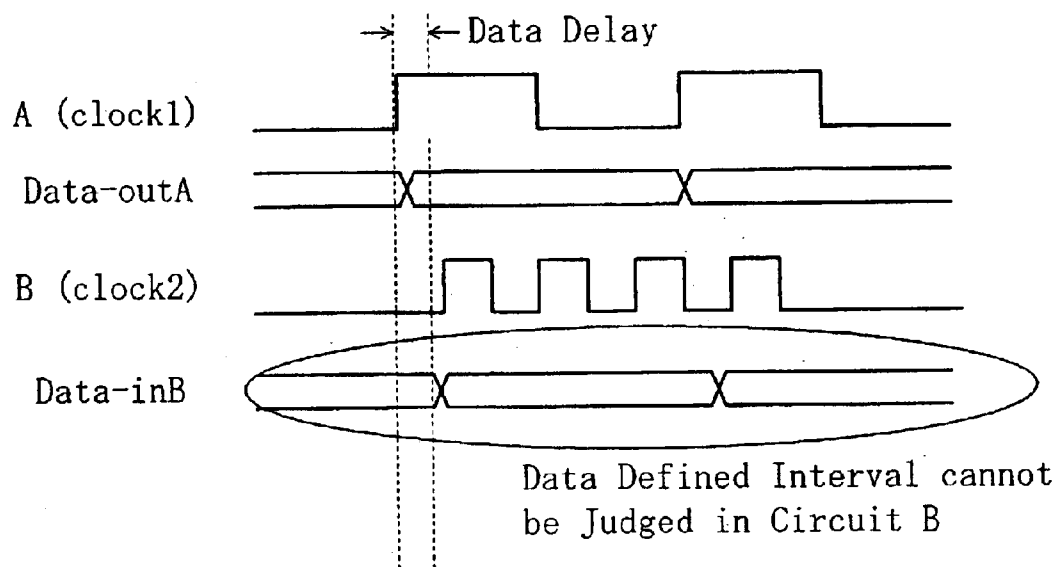 Data Delay
A (clock1)
Data-outA
B (clock2)
Data-inB
Data Defined Interval cannot
be Judged in Circuit B